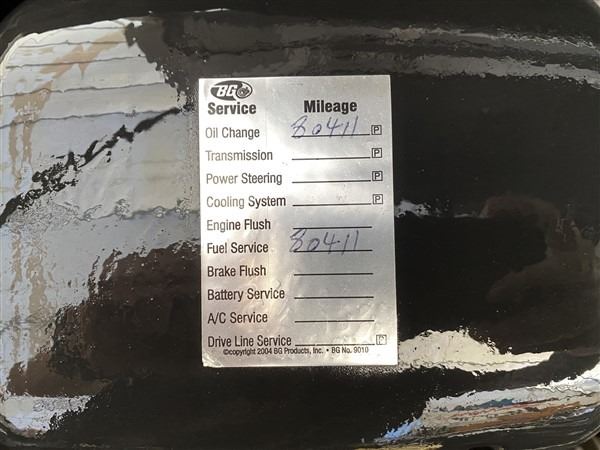 BG
Service Mileage
Oil Change 80411 P
Transmission P
Power Steering P
Cooling System P
Engine Flush
Fuel Service 80411
Brake Flush
Battery Service
A/C Service
Drive Line Service P
©copyright 2004 BG Products, Inc. • BG No. 9010